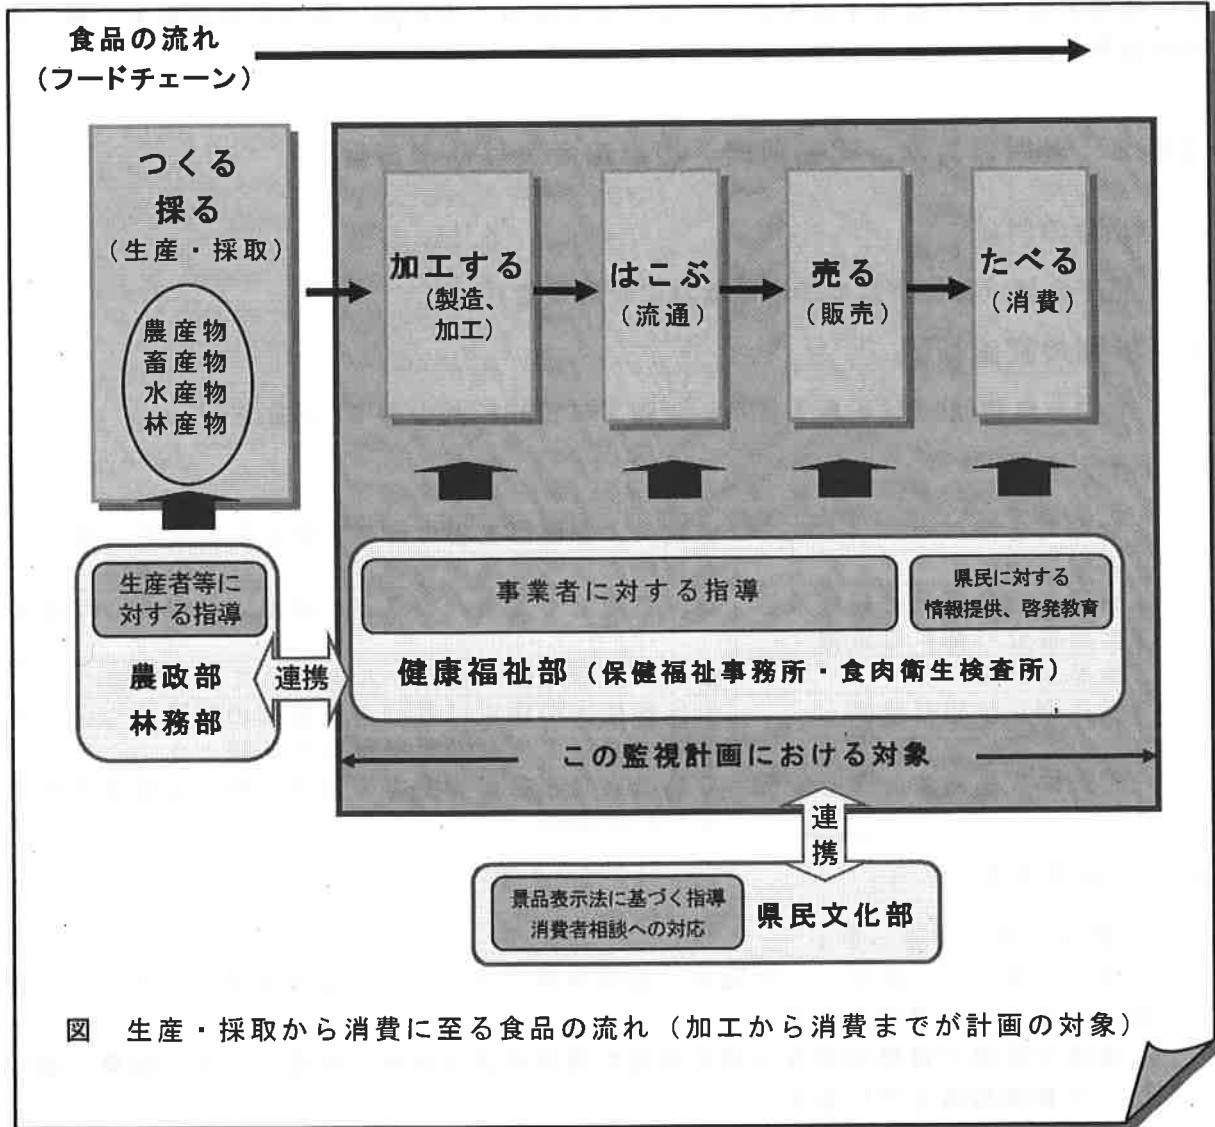 食品の流れ
（フードチェーン）
つくる
採る
（生産・採取）
農産物
畜産物
水産物
林産物
加工する
（製造、
加工）
はこぶ
（流通）
売る
（販売）
たべる
（消費）
生産者等に
対する指導
農政部
林務部
連携
事業者に対する指導
県民に対する
情報提供、啓発教育
健康福祉部（保健福祉事務所・食肉衛生検査所）
この監視計画における対象
連
携
景品表示法に基づく指導
消費者相談への対応
県民文化部
図　生産・採取から消費に至る食品の流れ（加工から消費までが計画の対象）